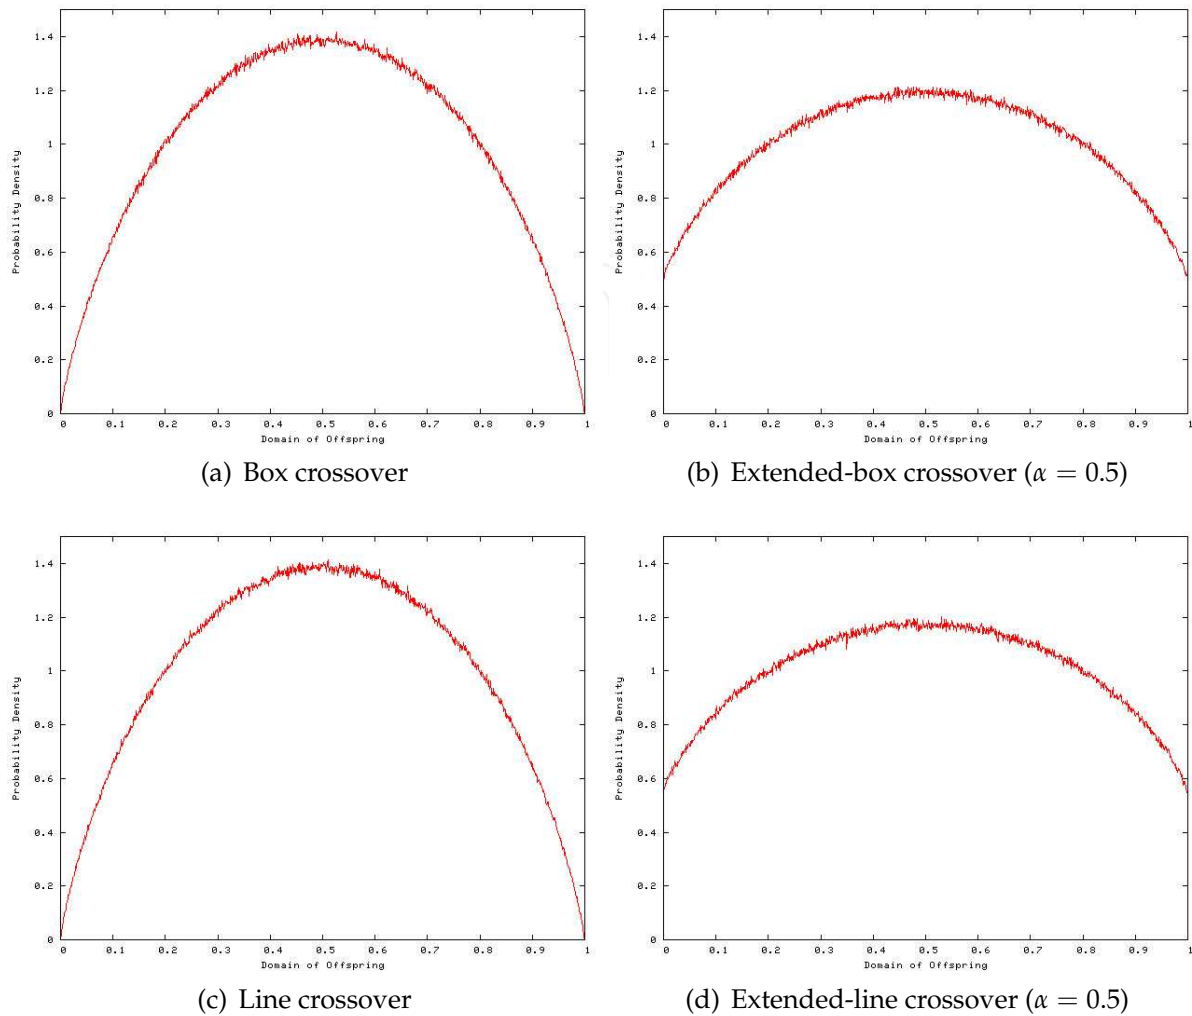 1.4
1.2
1
0.8
0.6
0.4
0.2
0
Probability Density
0 0.1 0.2 0.3 0.4 0.5 0.6 0.7 0.8 0.9 1
Domain of Offspring
(a) Box crossover
1.4
1.2
1
0.8
0.6
0.4
0.2
0
Probability Density
0 0.1 0.2 0.3 0.4 0.5 0.6 0.7 0.8 0.9 1
Domain of Offspring
(b) Extended-box crossover (α = 0.5)
1.4
1.2
1
0.8
0.6
0.4
0.2
0
Probability Density
0 0.1 0.2 0.3 0.4 0.5 0.6 0.7 0.8 0.9 1
Domain of Offspring
(c) Line crossover
1.4
1.2
1
0.8
0.6
0.4
0.2
0
Probability Density
0 0.1 0.2 0.3 0.4 0.5 0.6 0.7 0.8 0.9 1
Domain of Offspring
(d) Extended-line crossover (α = 0.5)